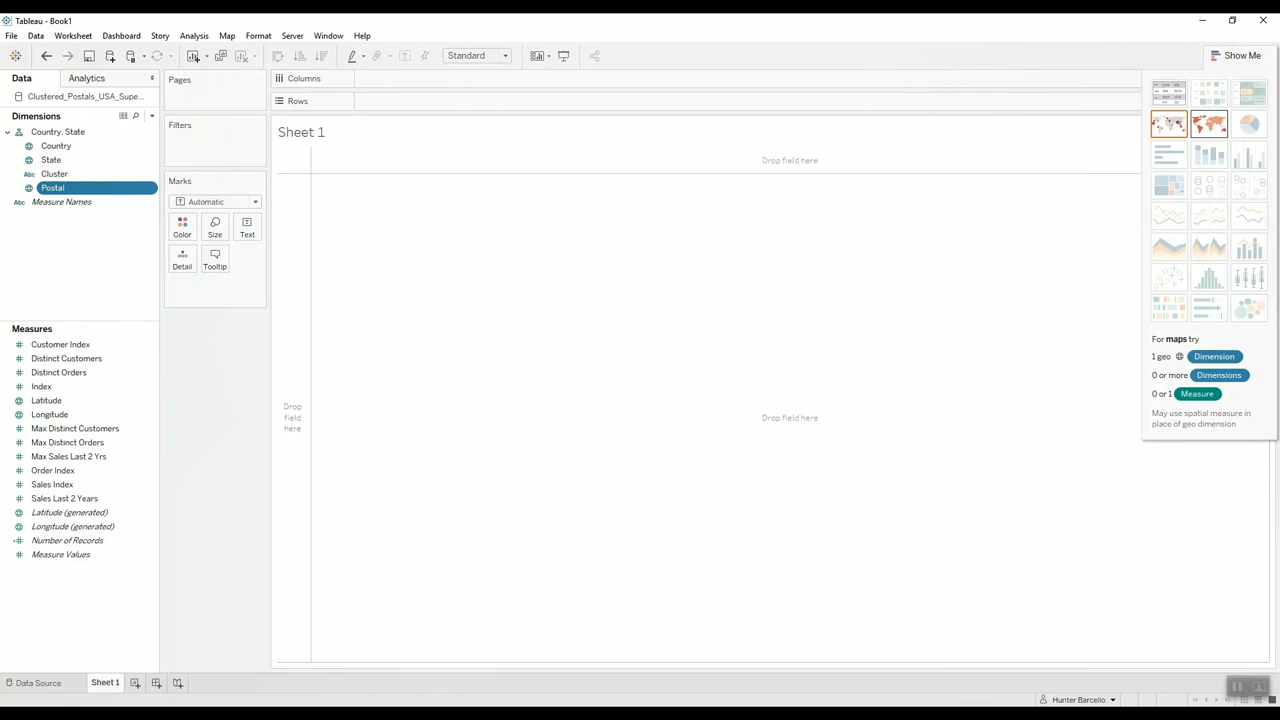 Tableau - Book1
File Data Worksheet Dashboard Story Analysis Map Format Server Window Help
Standard
Show Me
Data Analytics
Clustered_Postals_USA_Supe...
Dimensions
Country, State
Country
State
Abc Cluster
Postal
Abc Measure Names
Measures
Customer Index
Distinct Customers
Distinct Orders
Index
Latitude
Longitude
Max Distinct Customers
Max Distinct Orders
Max Sales Last 2 Yrs
Order Index
Sales Index
Sales Last 2 Years
Latitude (generated)
Longitude (generated)
Number of Records
Measure Values
Pages
Filters
Marks
Automatic
Color Size Text
Detail Tooltip
Columns
Rows
Sheet 1
Drop field here
Drop
field
here
Drop field here
For maps try
1 geo Dimension
0 or more Dimensions
0 or 1 Measure
May use spatial measure in
place of geo dimension
Data Source Sheet 1
Hunter Barcello